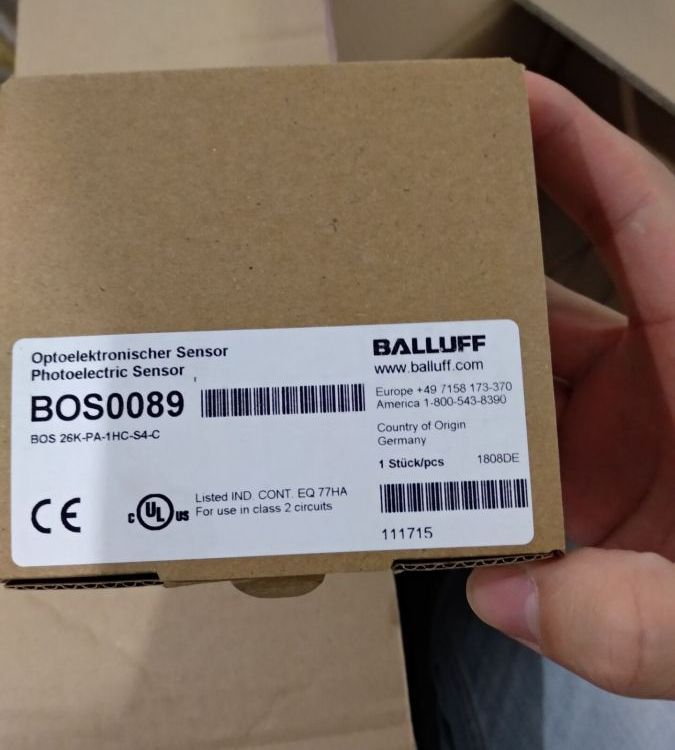 Optoelektronischer Sensor
Photoelectric Sensor
BOS0089
BOS 26K-PA-1HC-S4-C
BALLUFF
www.balluff.com
Europe +49 7158 173-370
America 1-800-543-8390
Country of Origin
Germany
1 Stück/pcs 1808DE
CE
c UL US
Listed IND. CONT. EQ 77HA
For use in class 2 circuits
111715